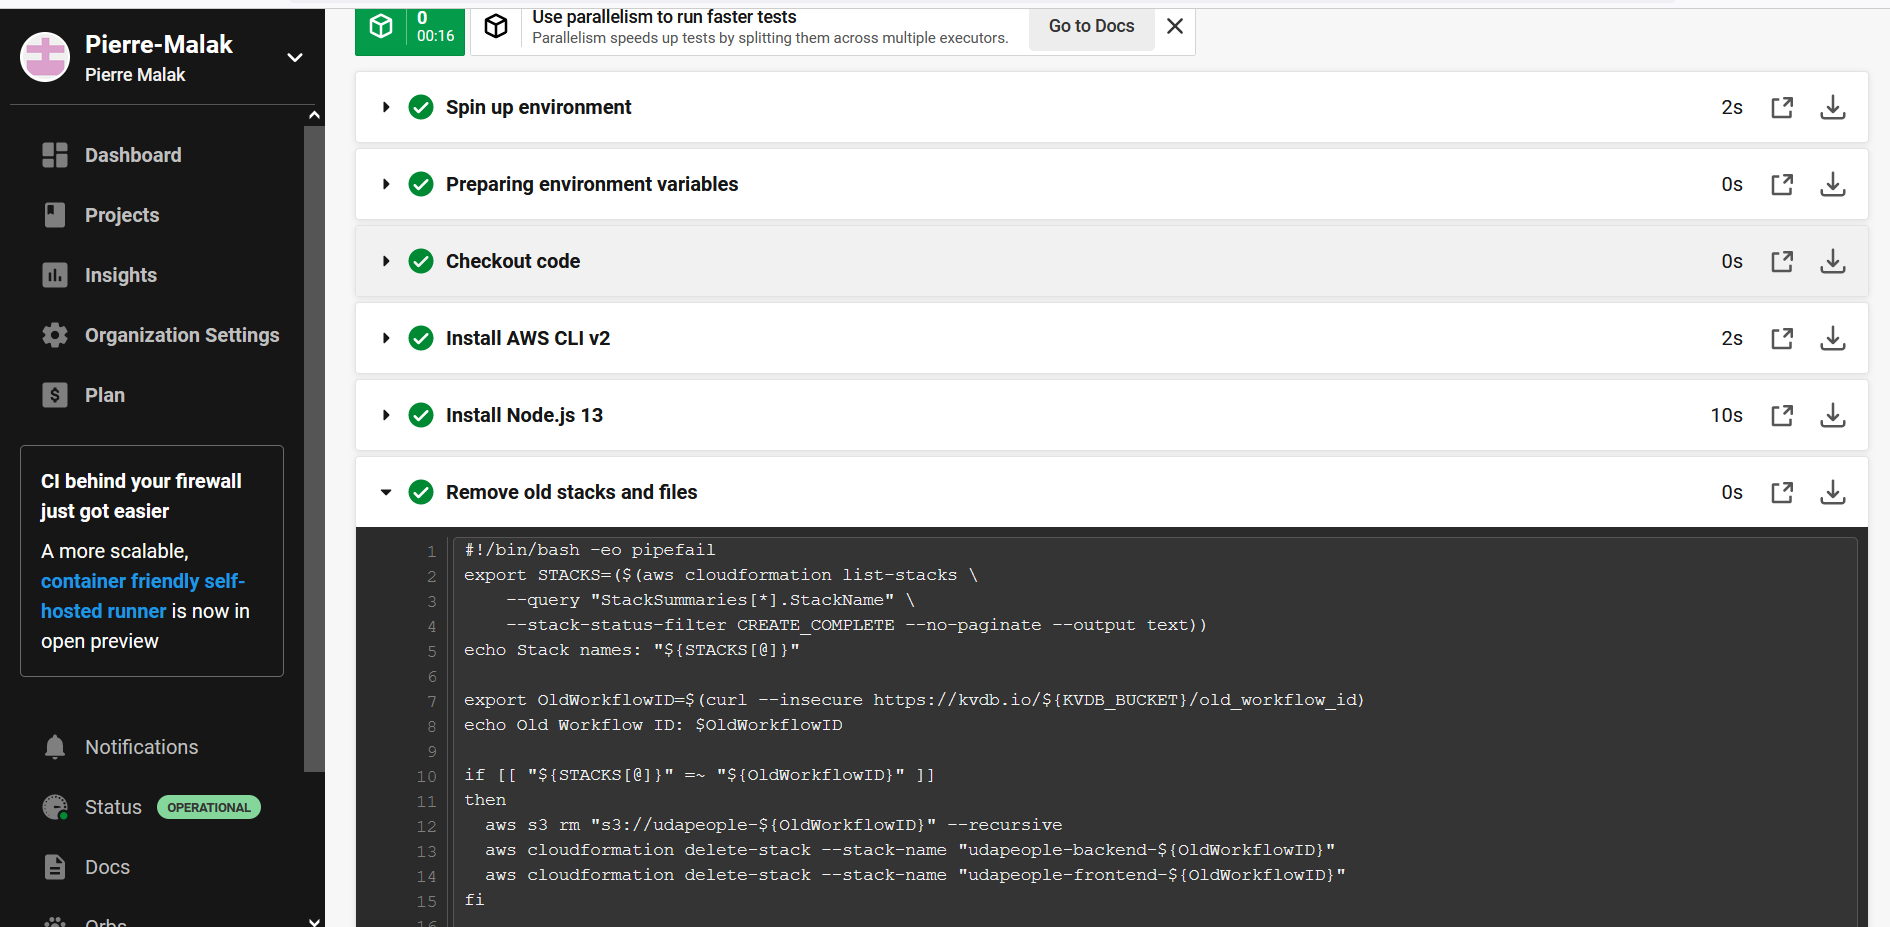 Pierre-Malak
Pierre Malak
Dashboard
Projects
Insights
Organization Settings
Plan
CI behind your firewall
just got easier
A more scalable,
container friendly self-
hosted runner is now in
open preview
Notifications
Status OPERATIONAL
Docs
Orbs
0
00:16
Use parallelism to run faster tests
Parallelism speeds up tests by splitting them across multiple executors.
Go to Docs
Spin up environment 2s
Preparing environment variables 0s
Checkout code 0s
Install AWS CLI v2 2s
Install Node.js 13 10s
Remove old stacks and files 0s
1 #!/bin/bash -eo pipefail
2 export STACKS=($(aws cloudformation list-stacks \
3     --query "StackSummaries[*].StackName" \
4     --stack-status-filter CREATE_COMPLETE --no-paginate --output text))
5 echo Stack names: "${STACKS[@]}"
6
7 export OldWorkflowID=$(curl --insecure https://kvdb.io/${KVDB_BUCKET}/old_workflow_id)
8 echo Old Workflow ID: $OldWorkflowID
9
10 if [[ "${STACKS[@]}" =~ "${OldWorkflowID}" ]]
11 then
12   aws s3 rm "s3://udapeople-${OldWorkflowID}" --recursive
13   aws cloudformation delete-stack --stack-name "udapeople-backend-${OldWorkflowID}"
14   aws cloudformation delete-stack --stack-name "udapeople-frontend-${OldWorkflowID}"
15 fi
16